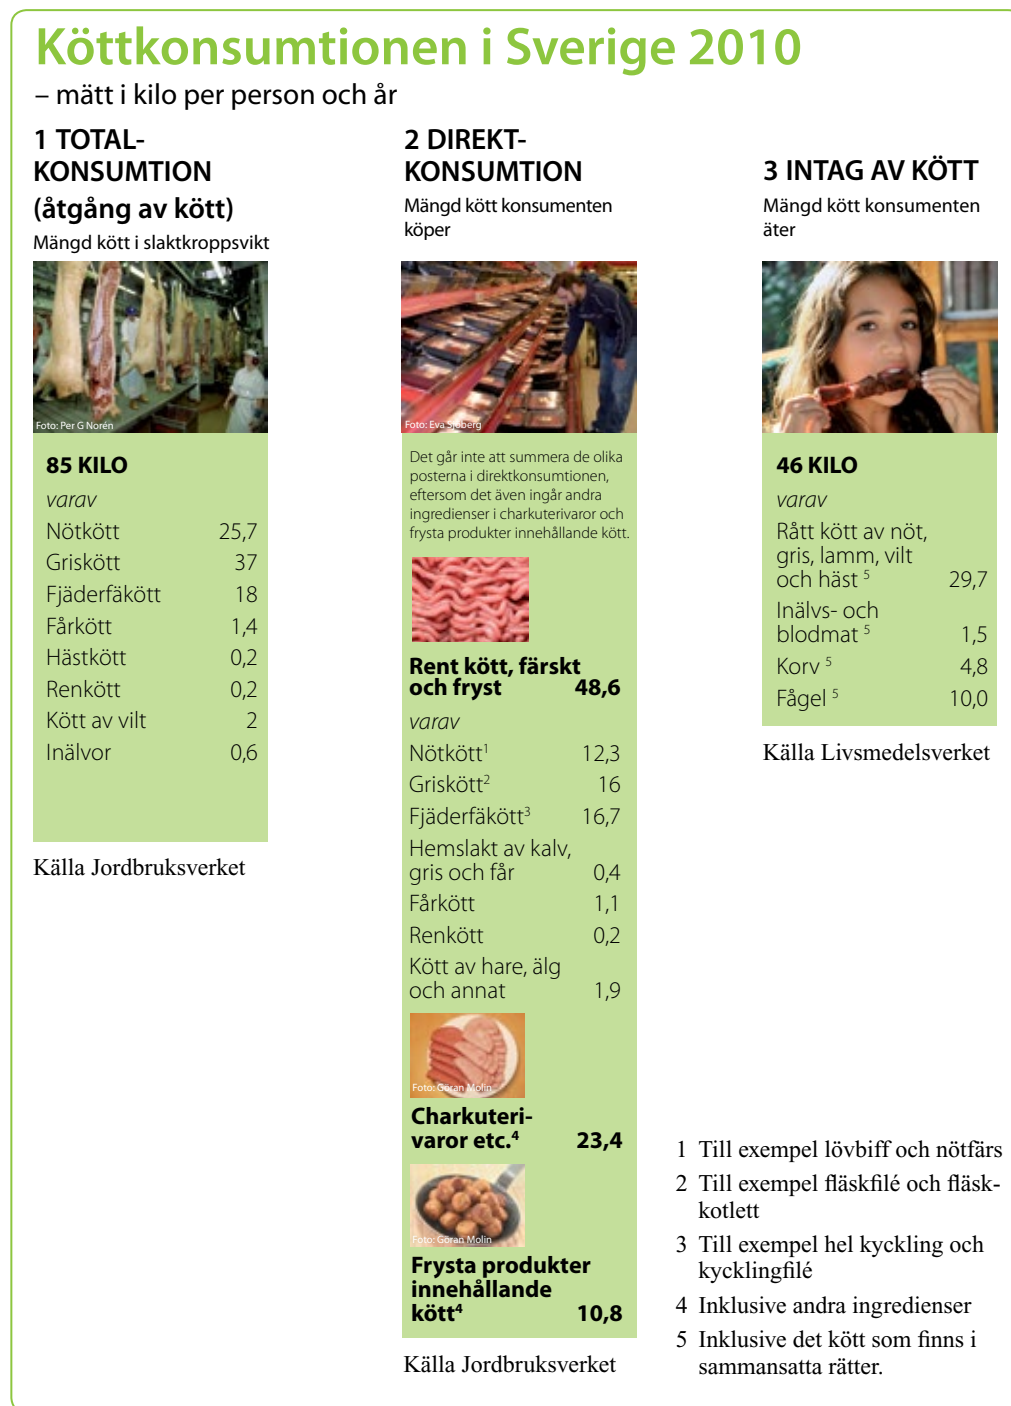 Köttkonsumtionen i Sverige 2010
– mätt i kilo per person och år
1 TOTAL-
KONSUMTION
(åtgång av kött)
Mängd kött i slaktkroppsvikt
Foto: Per G Norén
85 KILO
varav
Nötkött 25,7
Griskött 37
Fjäderfäkött 18
Fårkött 1,4
Hästkött 0,2
Renkött 0,2
Kött av vilt 2
Inälvor 0,6
Källa Jordbruksverket
2 DIREKT-
KONSUMTION
Mängd kött konsumenten
köper
Foto: Eva Sjöberg
Det går inte att summera de olika
posterna i direktkonsumtionen,
eftersom det även ingår andra
ingredienser i charkuterivaror och
frysta produkter innehållande kött.
Rent kött, färskt
och fryst 48,6
varav
Nötkött¹ 12,3
Griskött² 16
Fjäderfäkött³ 16,7
Hemslakt av kalv,
gris och får 0,4
Fårkött 1,1
Renkött 0,2
Kött av hare, älg
och annat 1,9
Foto: Göran Molin
Charkuteri-
varor etc.⁴ 23,4
Foto: Göran Molin
Frysta produkter
innehållande
kött⁴ 10,8
Källa Jordbruksverket
3 INTAG AV KÖTT
Mängd kött konsumenten
äter
46 KILO
varav
Rått kött av nöt,
gris, lamm, vilt
och häst ⁵ 29,7
Inälvs- och
blodmat ⁵ 1,5
Korv ⁵ 4,8
Fågel ⁵ 10,0
Källa Livsmedelsverket
1 Till exempel lövbiff och nötfärs
2 Till exempel fläskfilé och fläsk-
kotlett
3 Till exempel hel kyckling och
kycklingfilé
4 Inklusive andra ingredienser
5 Inklusive det kött som finns i
sammansatta rätter.